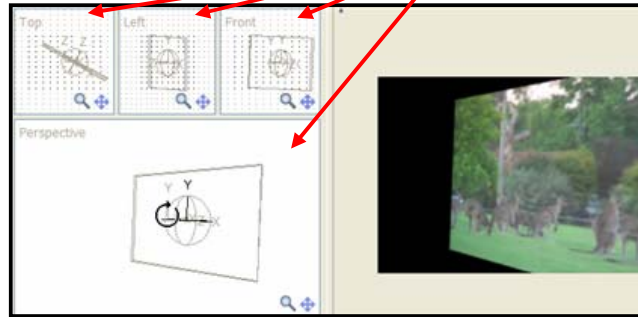 Top
Left
Front
Z Z
Y
Y Y
Z X
Perspective
Y Y
Z X